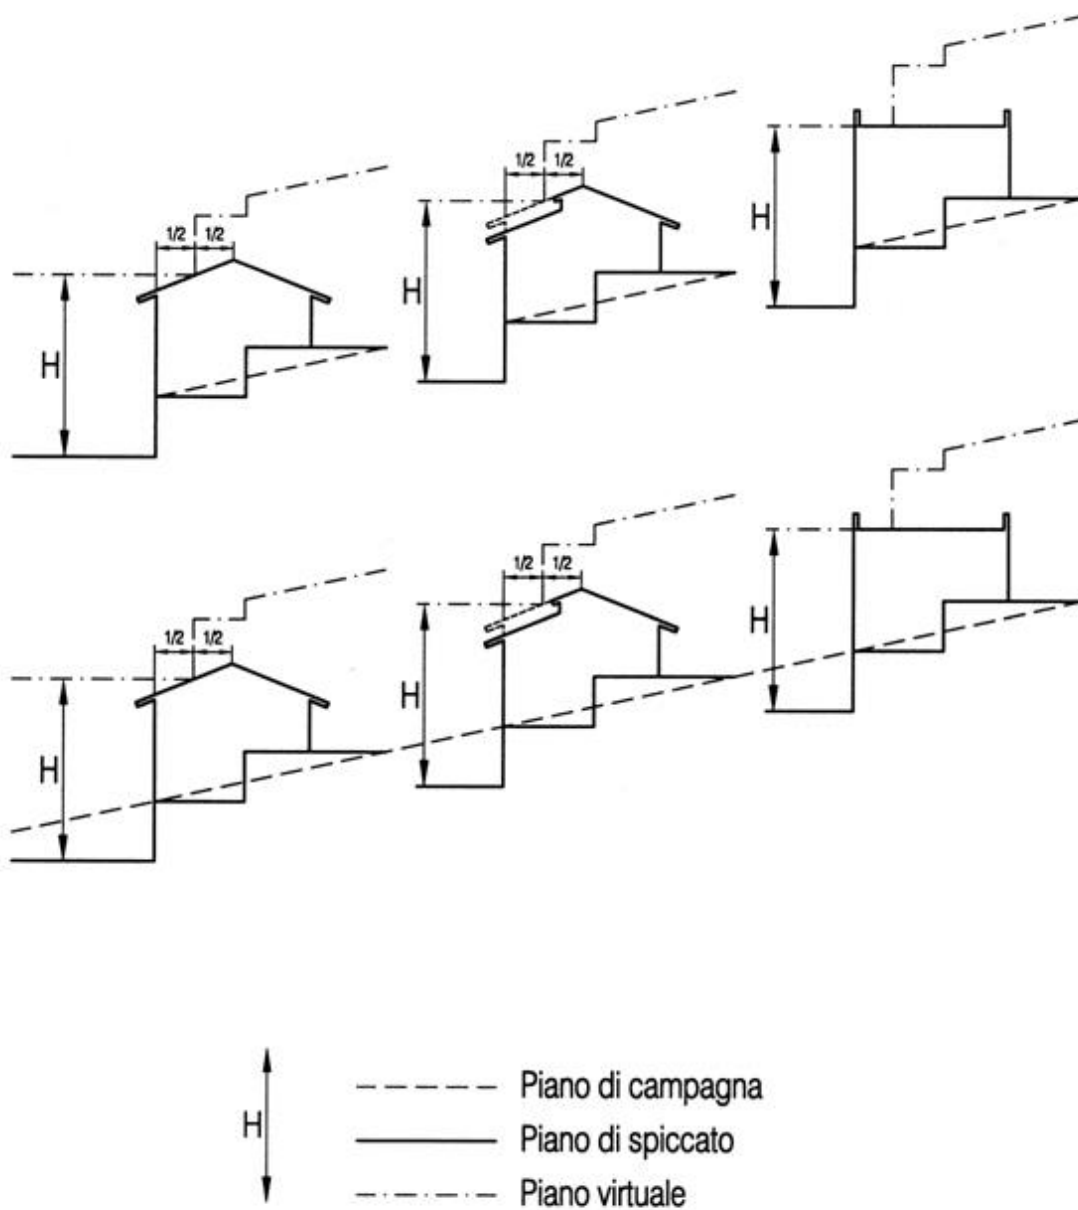 1/2 1/2
H
1/2 1/2
H
H
1/2 1/2
H
1/2 1/2
H
H
H
Piano di campagna
Piano di spiccato
Piano virtuale